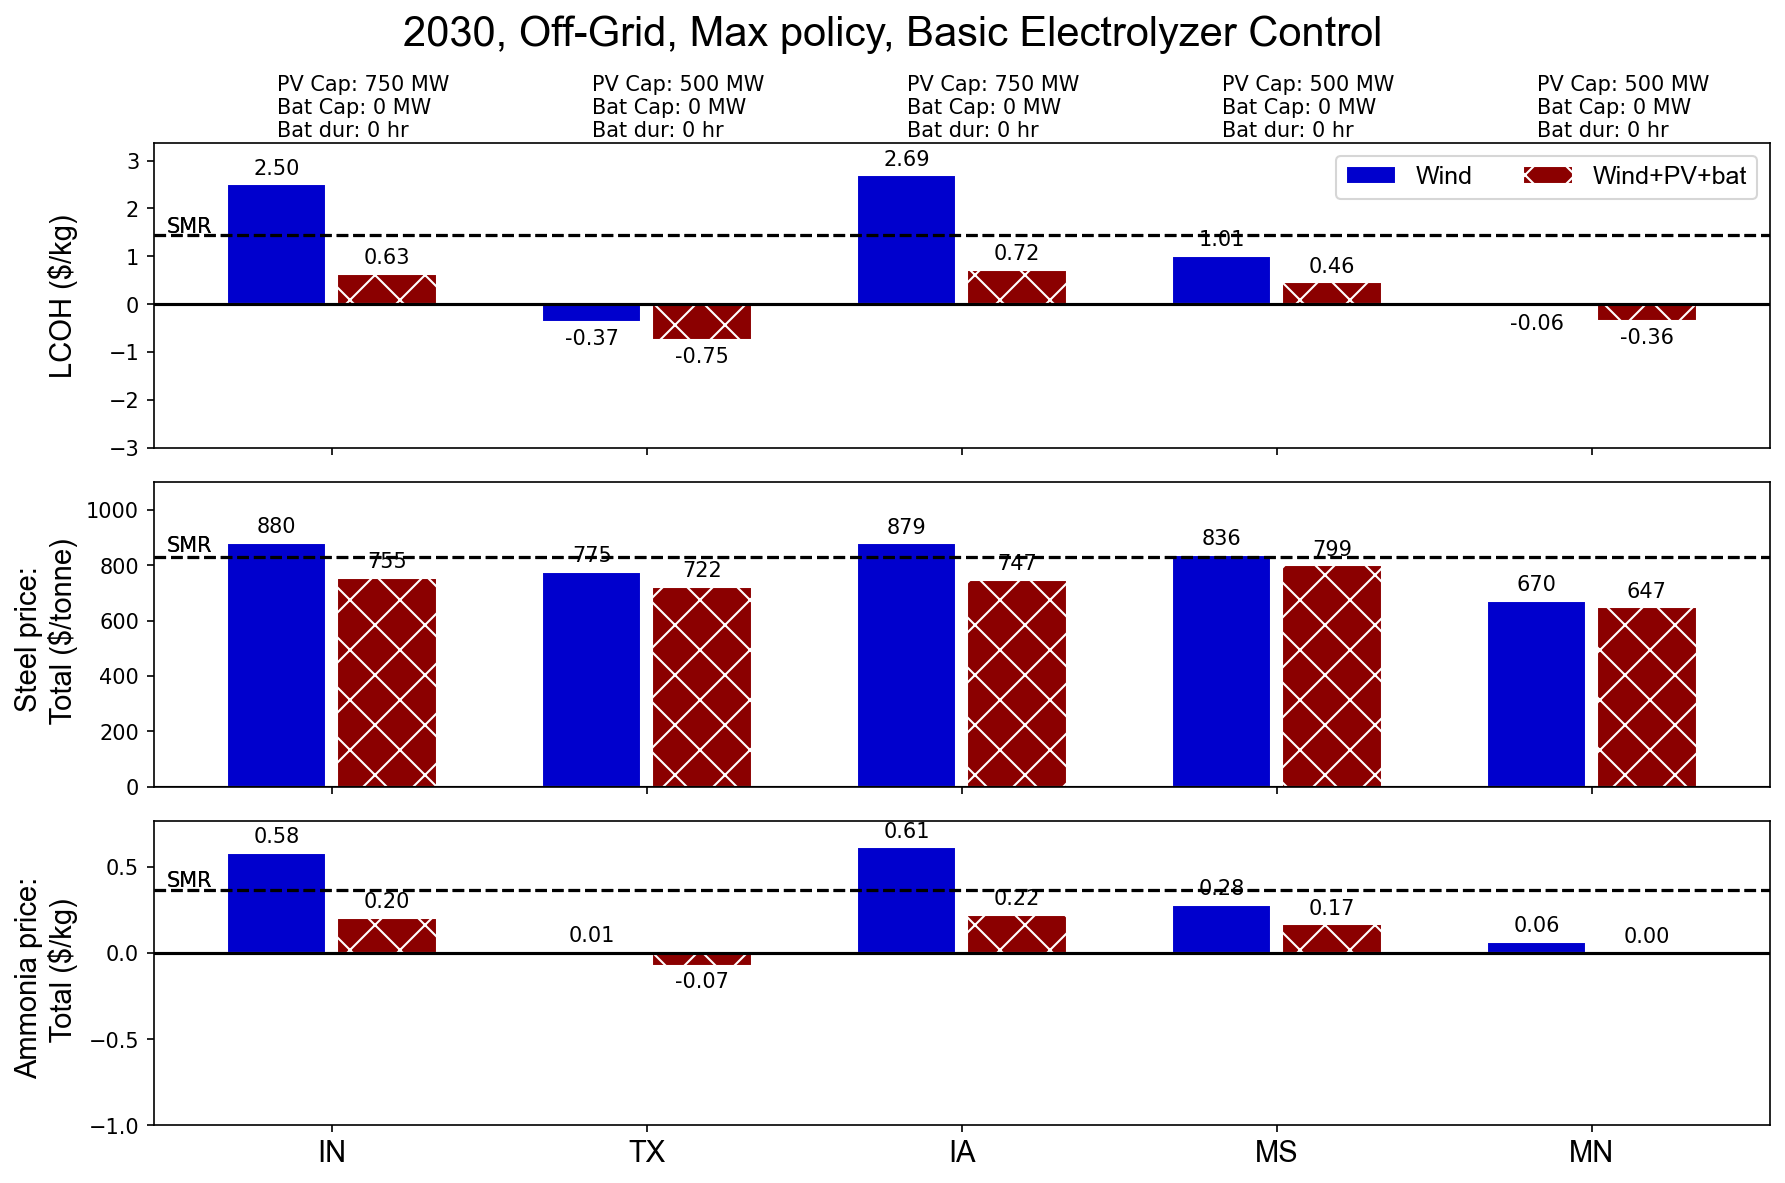 2030, Off-Grid, Max policy, Basic Electrolyzer Control
PV Cap: 750 MW
Bat Cap: 0 MW
Bat dur: 0 hr
PV Cap: 500 MW
Bat Cap: 0 MW
Bat dur: 0 hr
PV Cap: 750 MW
Bat Cap: 0 MW
Bat dur: 0 hr
PV Cap: 500 MW
Bat Cap: 0 MW
Bat dur: 0 hr
PV Cap: 500 MW
Bat Cap: 0 MW
Bat dur: 0 hr
LCOH ($/kg)
3
2
1
0
−1
−2
−3
SMR
2.50
0.63
-0.37
-0.75
2.69
0.72
1.01
0.46
-0.06
-0.36
Wind
Wind+PV+bat
Steel price:
Total ($/tonne)
1000
800
600
400
200
0
SMR
880
755
775
722
879
747
836
799
670
647
Ammonia price:
Total ($/kg)
0.5
0.0
−0.5
−1.0
SMR
0.58
0.20
0.01
-0.07
0.61
0.22
0.28
0.17
0.06
0.00
IN
TX
IA
MS
MN